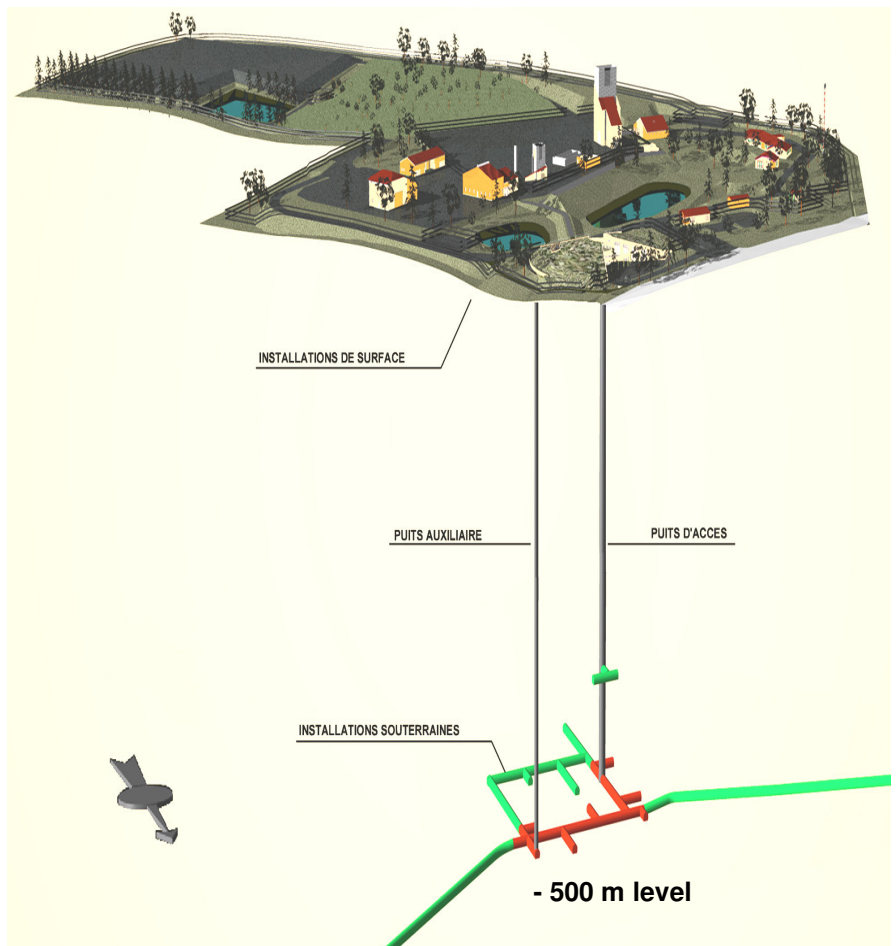 INSTALLATIONS DE SURFACE
PUITS AUXILIAIRE
PUITS D'ACCES
INSTALLATIONS SOUTERRAINES
- 500 m level